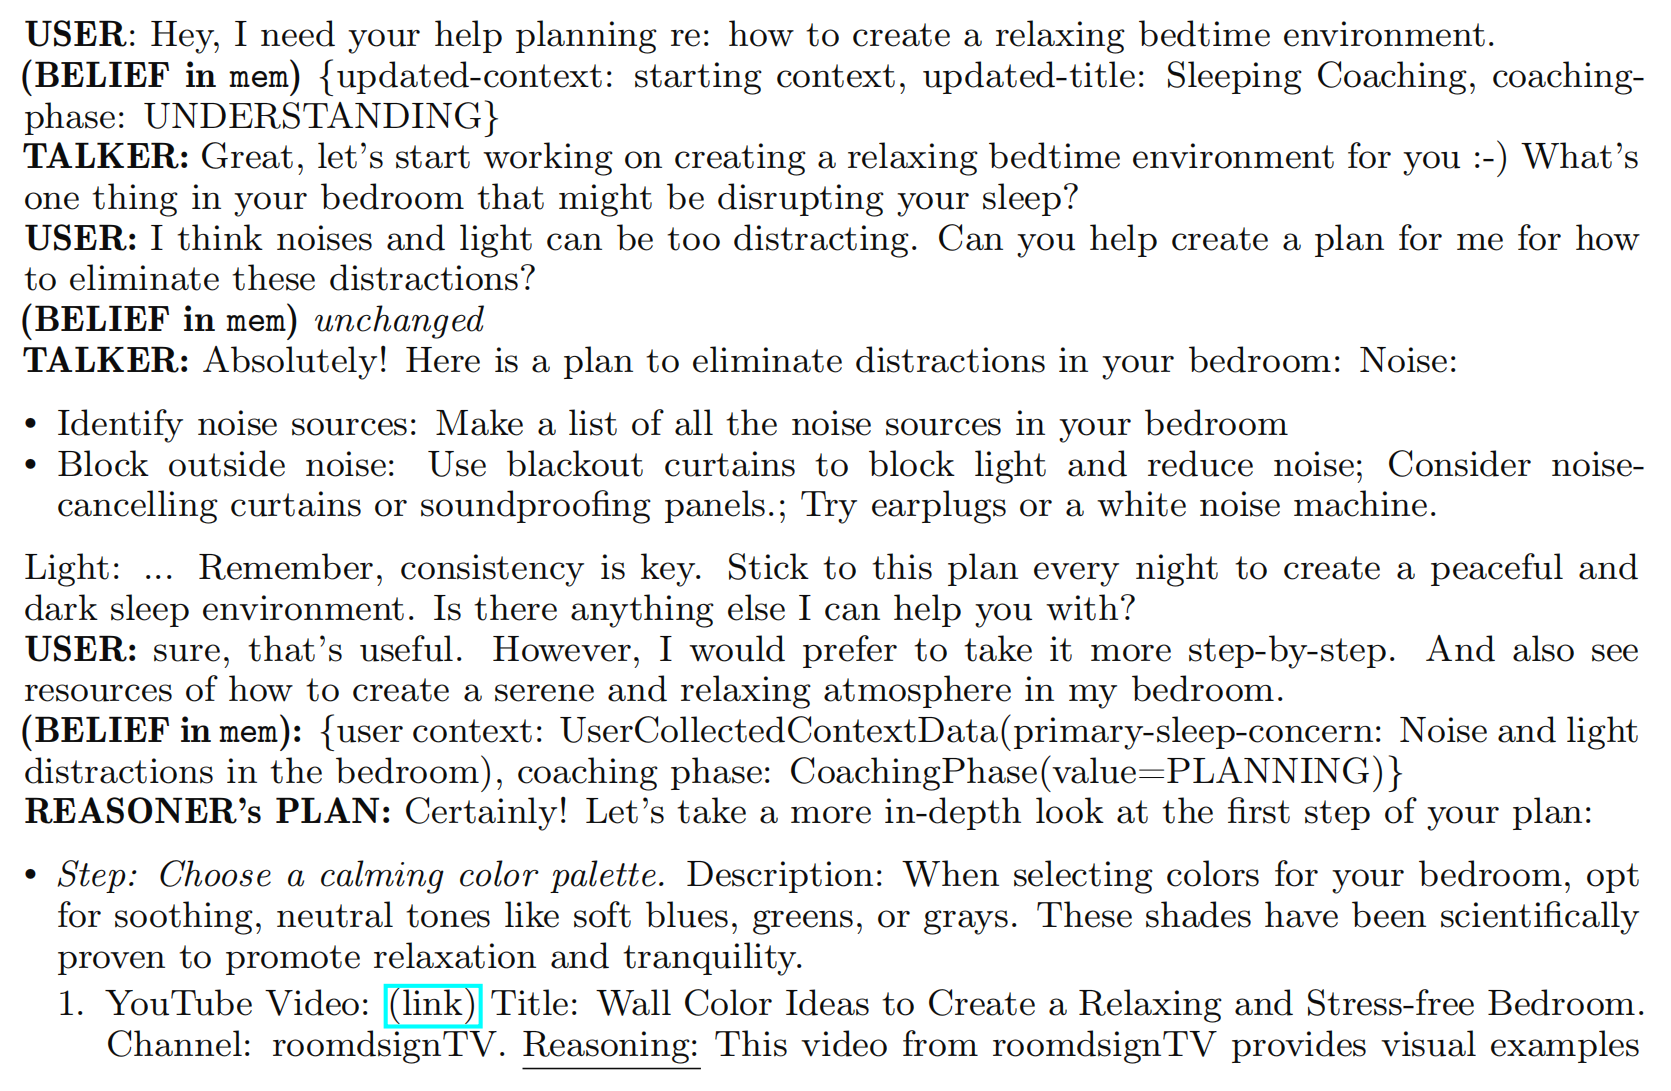 USER: Hey, I need your help planning re: how to create a relaxing bedtime environment.
(BELIEF in mem) {updated-context: starting context, updated-title: Sleeping Coaching, coaching-
phase: UNDERSTANDING}
TALKER: Great, let's start working on creating a relaxing bedtime environment for you :-) What's
one thing in your bedroom that might be disrupting your sleep?
USER: I think noises and light can be too distracting. Can you help create a plan for me for how
to eliminate these distractions?
(BELIEF in mem) unchanged
TALKER: Absolutely! Here is a plan to eliminate distractions in your bedroom: Noise:
• Identify noise sources: Make a list of all the noise sources in your bedroom
• Block outside noise: Use blackout curtains to block light and reduce noise; Consider noise-
cancelling curtains or soundproofing panels.; Try earplugs or a white noise machine.
Light: ... Remember, consistency is key. Stick to this plan every night to create a peaceful and
dark sleep environment. Is there anything else I can help you with?
USER: sure, that's useful. However, I would prefer to take it more step-by-step. And also see
resources of how to create a serene and relaxing atmosphere in my bedroom.
(BELIEF in mem): {user context: UserCollectedContextData(primary-sleep-concern: Noise and light
distractions in the bedroom), coaching phase: CoachingPhase(value=PLANNING)}
REASONER's PLAN: Certainly! Let's take a more in-depth look at the first step of your plan:
• Step: Choose a calming color palette. Description: When selecting colors for your bedroom, opt
for soothing, neutral tones like soft blues, greens, or grays. These shades have been scientifically
proven to promote relaxation and tranquility.
1. YouTube Video: (link) Title: Wall Color Ideas to Create a Relaxing and Stress-free Bedroom.
Channel: roomdsignTV. Reasoning: This video from roomdsignTV provides visual examples